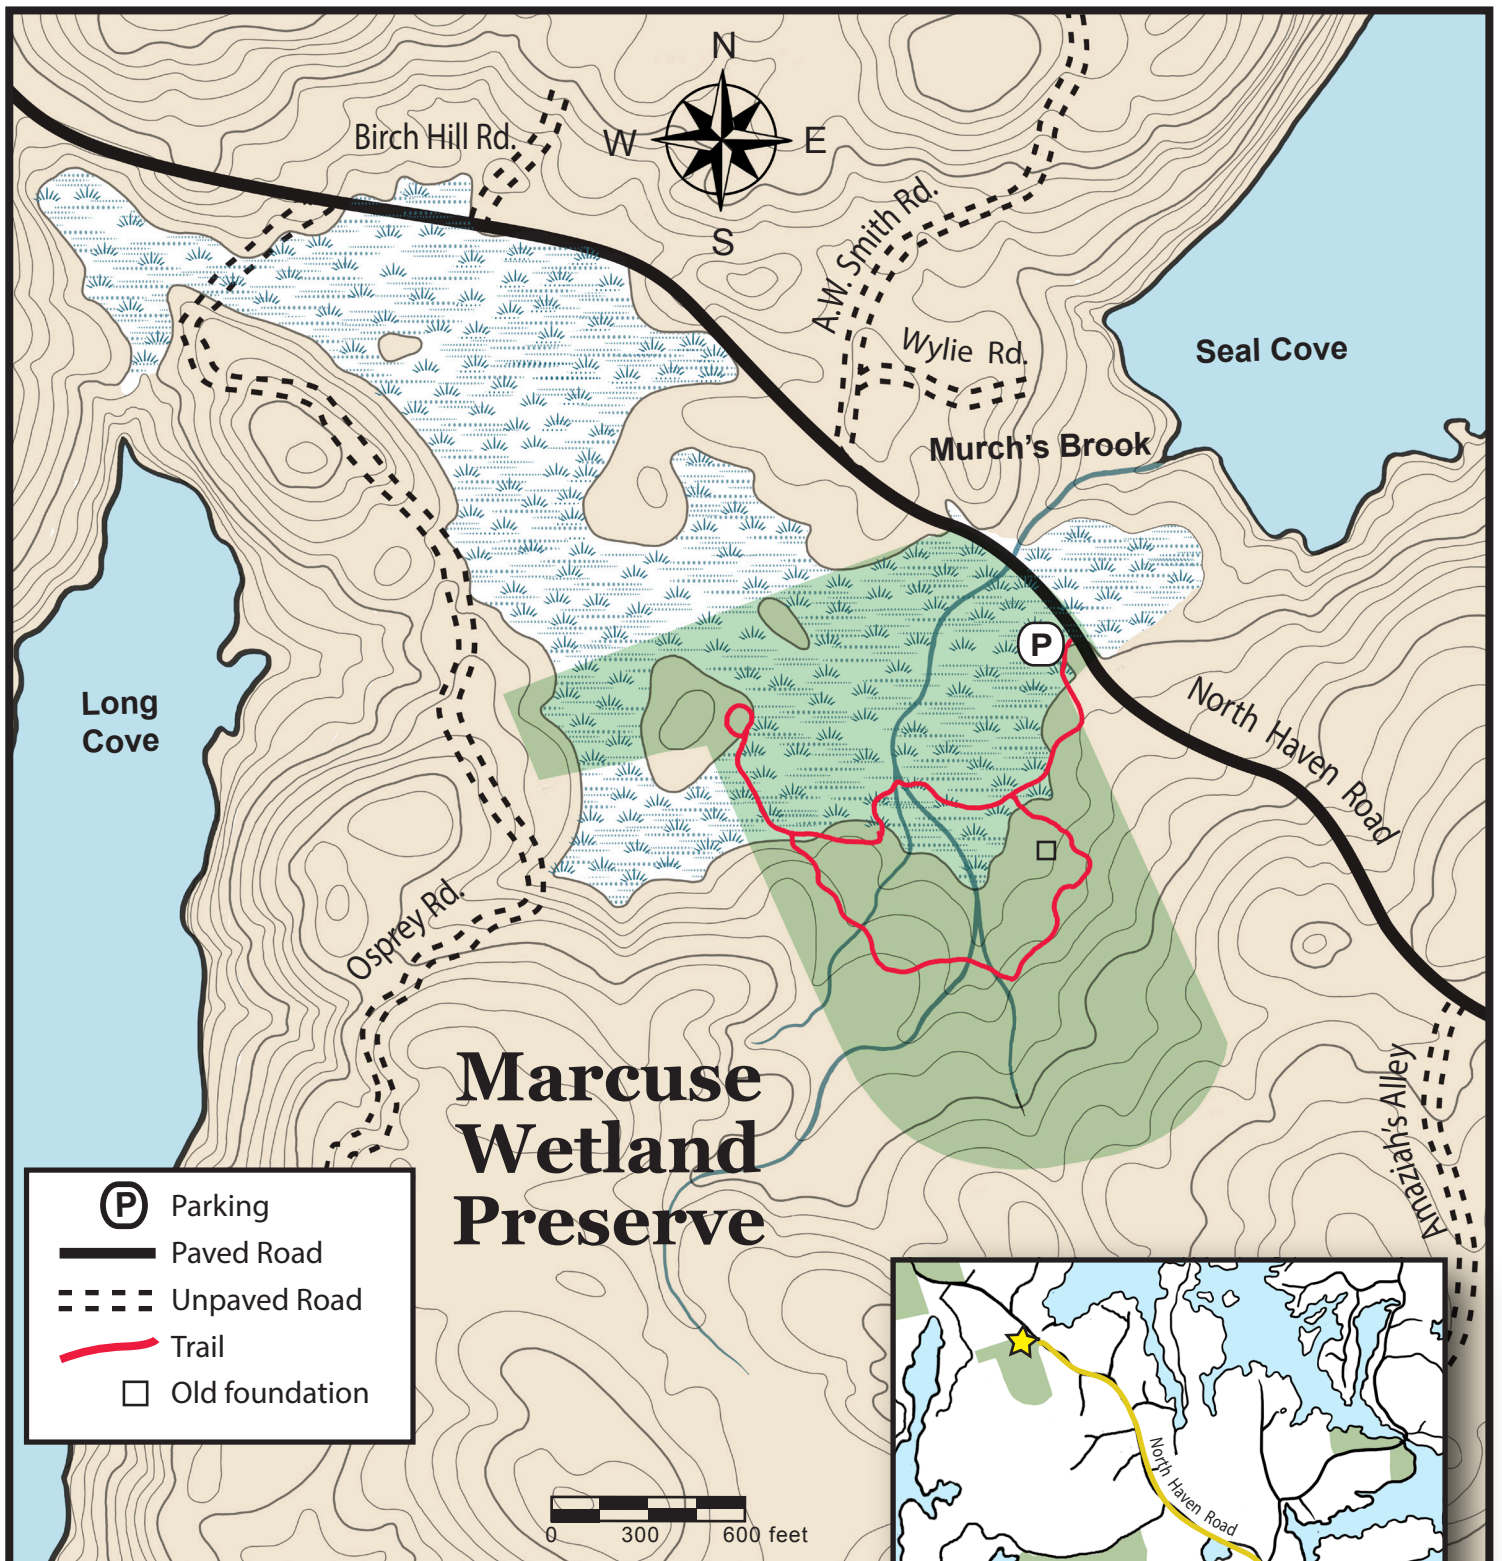 N
Birch Hill Rd.
W
E
S
A.W. Smith Rd.
Wylie Rd.
Seal Cove
Murch's Brook
P
Long
Cove
North Haven Road
Osprey Rd.
Marcuse
Wetland
Preserve
Amaziah's Alley
P Parking
Paved Road
Unpaved Road
Trail
Old foundation
North Haven Road
0 300 600 feet